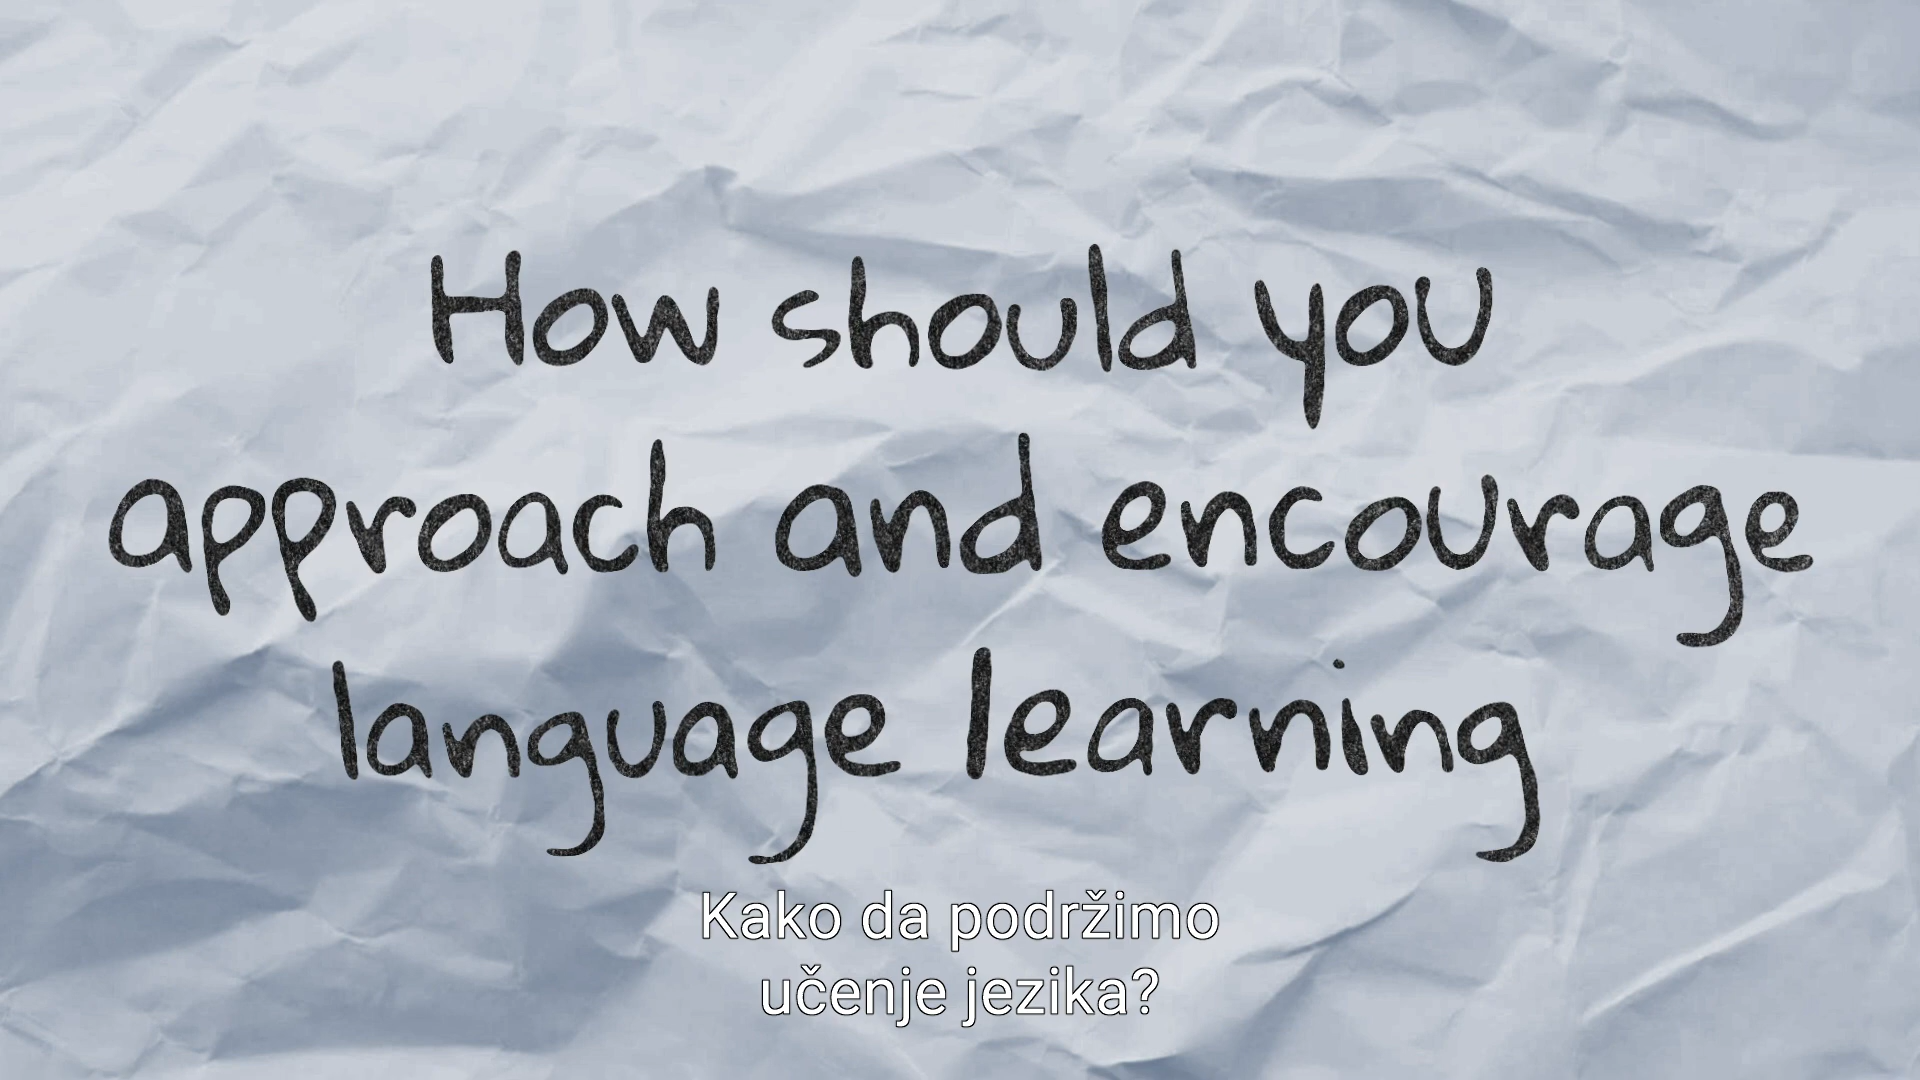 How should you
approach and encourage
language learning
Kako da podržimo
učenje jezika?